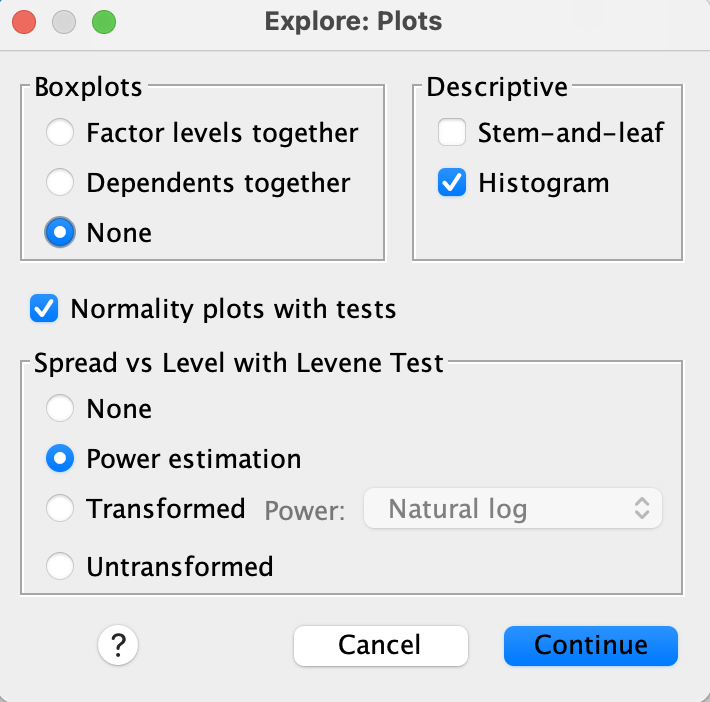 Explore: Plots
Boxplots
Factor levels together
Dependents together
None
Descriptive
Stem-and-leaf
Histogram
Normality plots with tests
Spread vs Level with Levene Test
None
Power estimation
Transformed Power: Natural log
Untransformed
? Cancel Continue